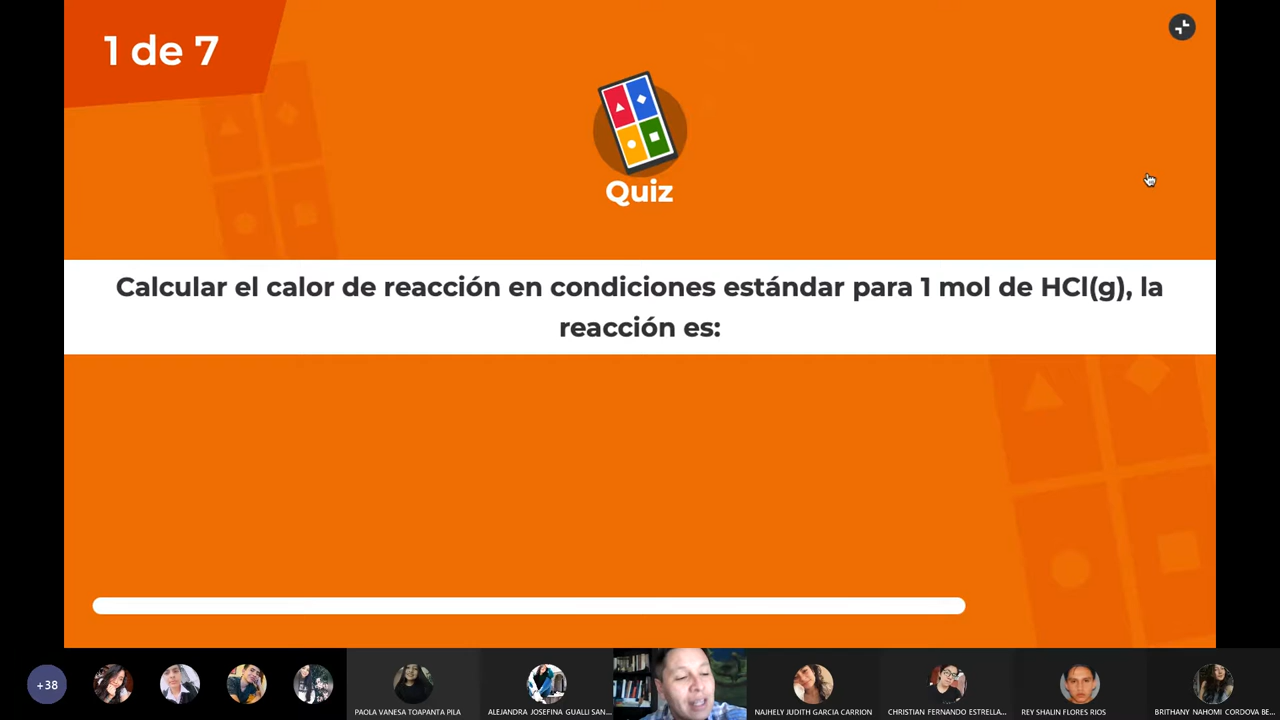 1 de 7
Quiz
Calcular el calor de reacción en condiciones estándar para 1 mol de HCl(g), la
reacción es:
+38
PAOLA VANESA TOAPANTA PILA
ALEJANDRA JOSEFINA GUALLI SAN...
NAJHELY JUDITH GARCIA CARRION
CHRISTIAN FERNANDO ESTRELLA...
REY SHALIN FLORES RIOS
BRITHANY NAHOMI CORDOVA BE...